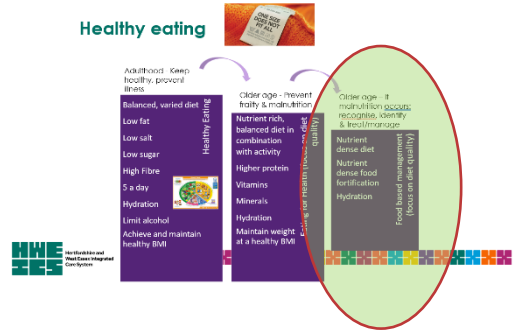 Healthy eating
ONE SIZE
DOES NOT
FIT ALL
Adulthood - Keep
healthy, prevent
illness
Balanced, varied diet
Low fat
Low salt
Low sugar
High Fibre
5 a day
Hydration
Limit alcohol
Achieve and maintain
healthy BMI
Healthy Eating
Older age - Prevent
frailty & malnutrition
Nutrient rich,
balanced diet in
combination
with activity
Higher protein
Vitamins
Minerals
Hydration
Maintain weight
at a healthy BMI
Eating for Health (focus on diet
quality)
Older age – If
malnutrition occurs:
recognise, identify
& treat/manage
Nutrient
dense diet
Nutrient
dense food
fortification
Hydration
Food based management
(focus on diet quality)
HWE
ICS
Hertfordshire and
West Essex Integrated
Care System